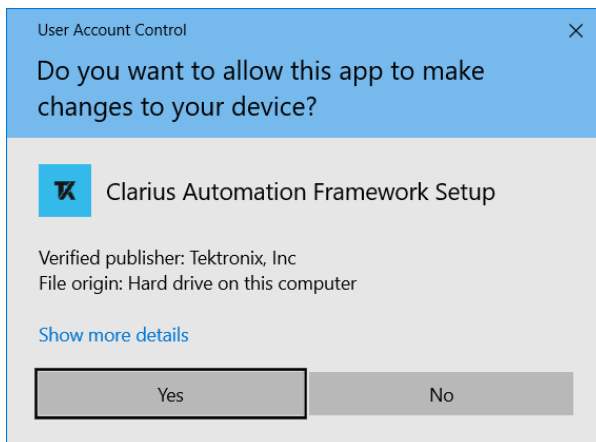 User Account Control
Do you want to allow this app to make
changes to your device?
TK
Clarius Automation Framework Setup
Verified publisher: Tektronix, Inc
File origin: Hard drive on this computer
Show more details
Yes
No